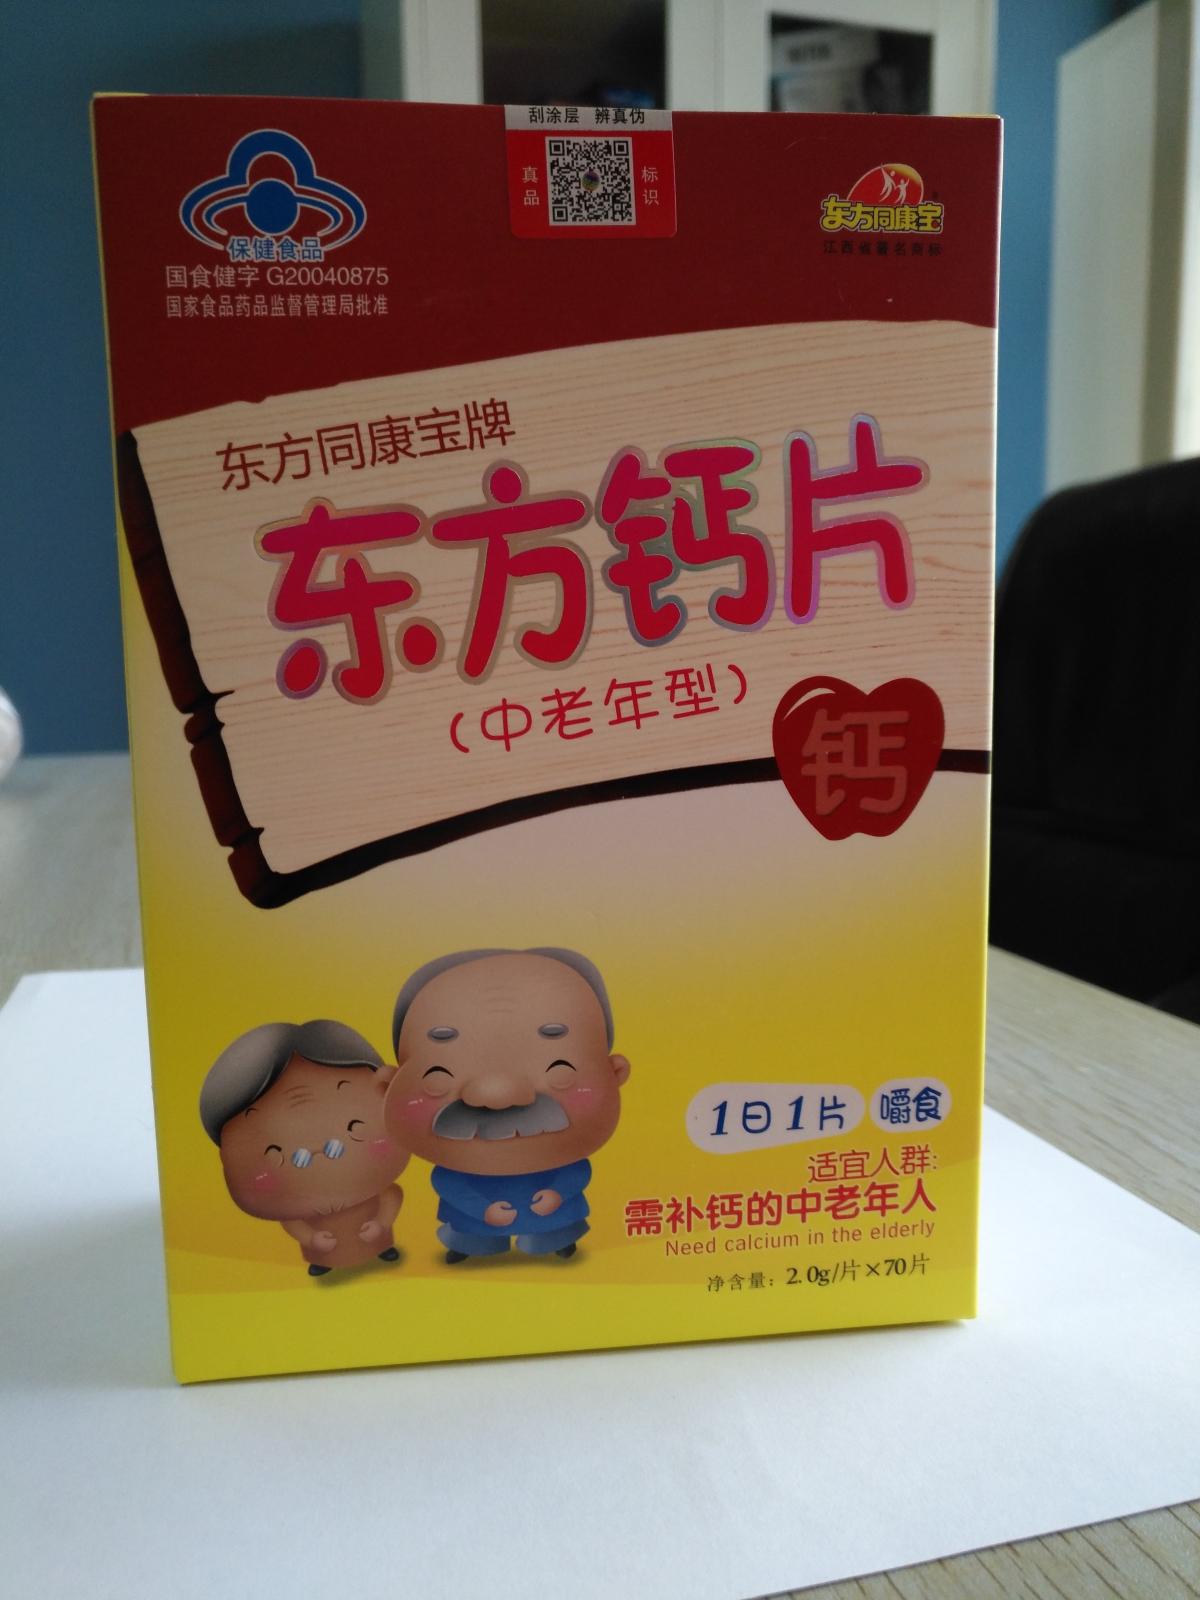 刮涂层 辨真伪
真品
标识
保健食品
国食健字 G20040875
国家食品药品监督管理局批准
东方同康宝
江西省著名商标
东方同康宝牌
东方钙片
(中老年型)
钙
1日1片 嚼食
适宜人群:
需补钙的中老年人
Need calcium in the elderly
净含量: 2.0g/片×70片